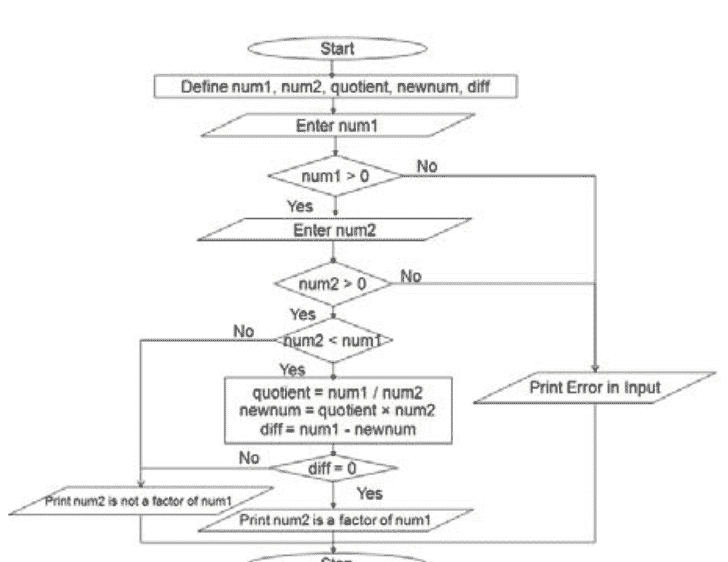 Start
Define num1, num2, quotient, newnum, diff
Enter num1
num1 > 0
No
Yes
Enter num2
num2 > 0
No
Yes
No
num2 < num1
Yes
quotient = num1 / num2
newnum = quotient × num2
diff = num1 - newnum
Print Error in Input
No
diff = 0
Yes
Print num2 is not a factor of num1
Print num2 is a factor of num1